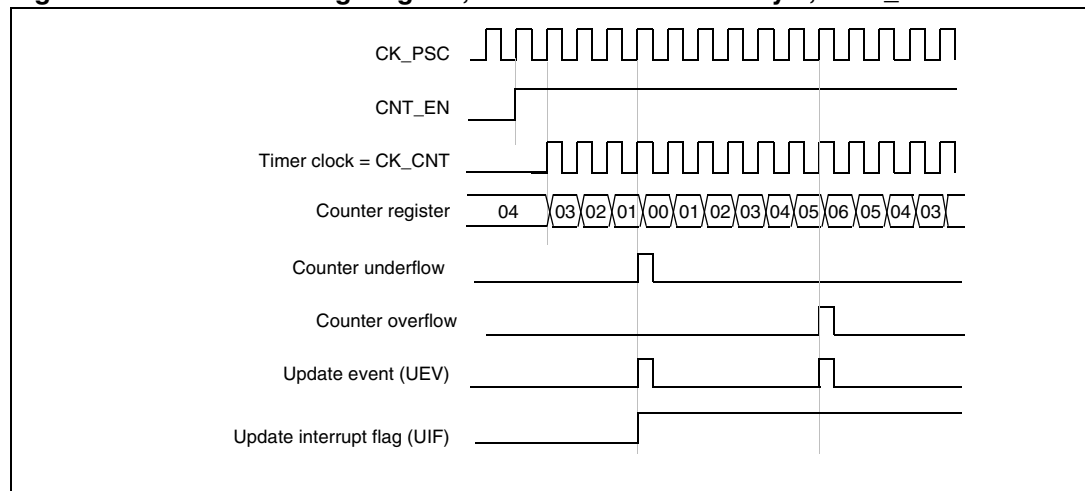 CK_PSC
CNT_EN
Timer clock = CK_CNT
Counter register 04 03 02 01 00 01 02 03 04 05 06 05 04 03
Counter underflow
Counter overflow
Update event (UEV)
Update interrupt flag (UIF)